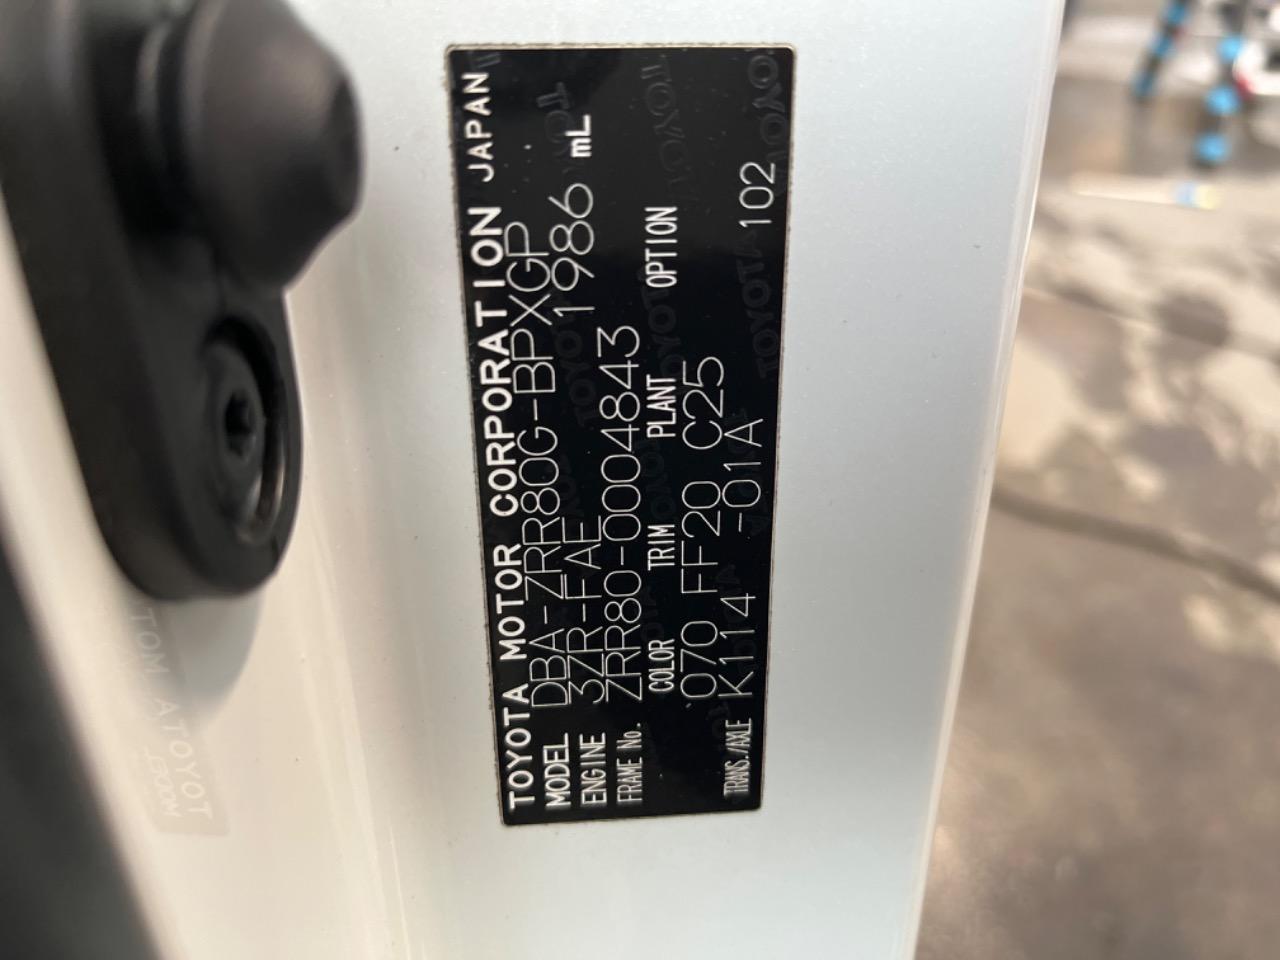 TOYOTA MOTOR CORPORATION JAPAN
MODEL DBA-ZRR80G-BPXGP
ENGINE 3ZR-FAE 1986 mL
FRAME No. ZRR80-0004843
COLOR TRIM PLANT OPTION
070 FF20 C25
TRANS./AXLE K114 -01A 102